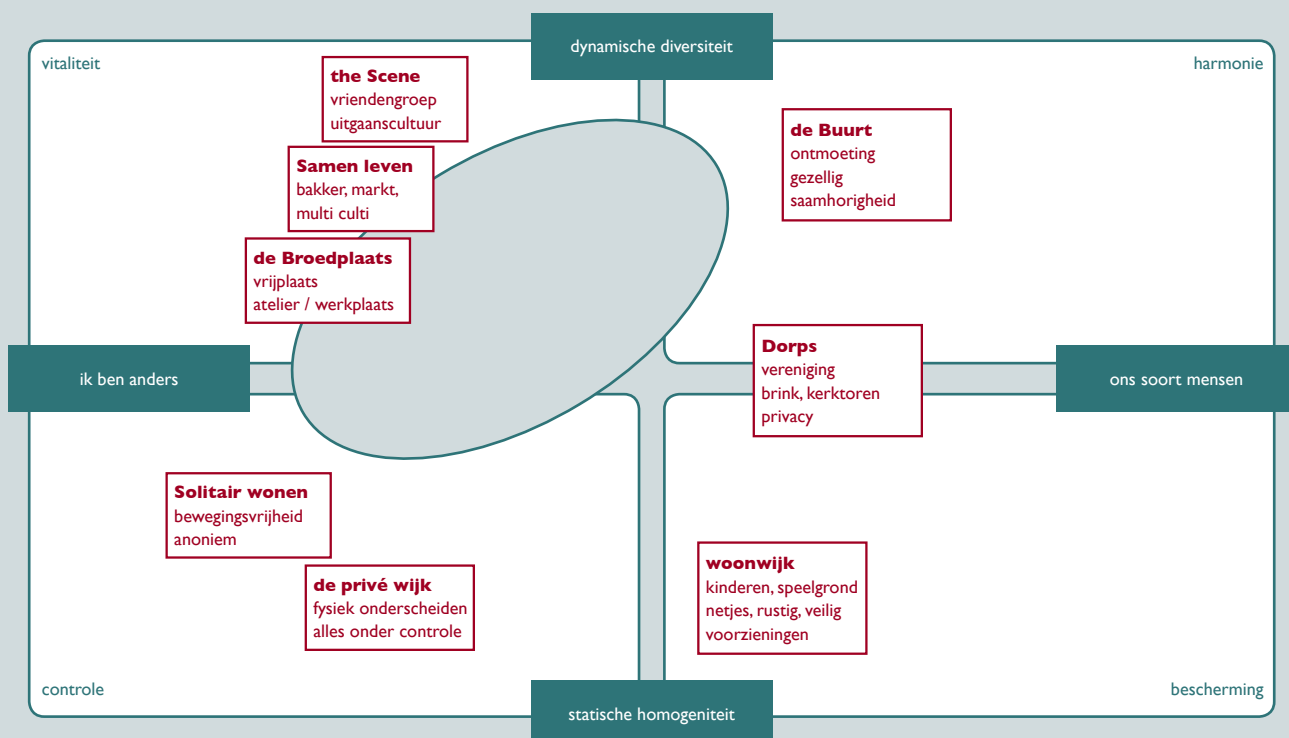 dynamische diversiteit
vitaliteit
harmonie
the Scene
vriendengroep
uitgaanscultuur
Samen leven
bakker, markt,
multi culti
de Broedplaats
vrijplaats
atelier / werkplaats
de Buurt
ontmoeting
gezellig
saamhorigheid
ik ben anders
Dorps
vereniging
brink, kerktoren
privacy
ons soort mensen
Solitair wonen
bewegingsvrijheid
anoniem
de privé wijk
fysiek onderscheiden
alles onder controle
woonwijk
kinderen, speelgrond
netjes, rustig, veilig
voorzieningen
controle
bescherming
statische homogeniteit